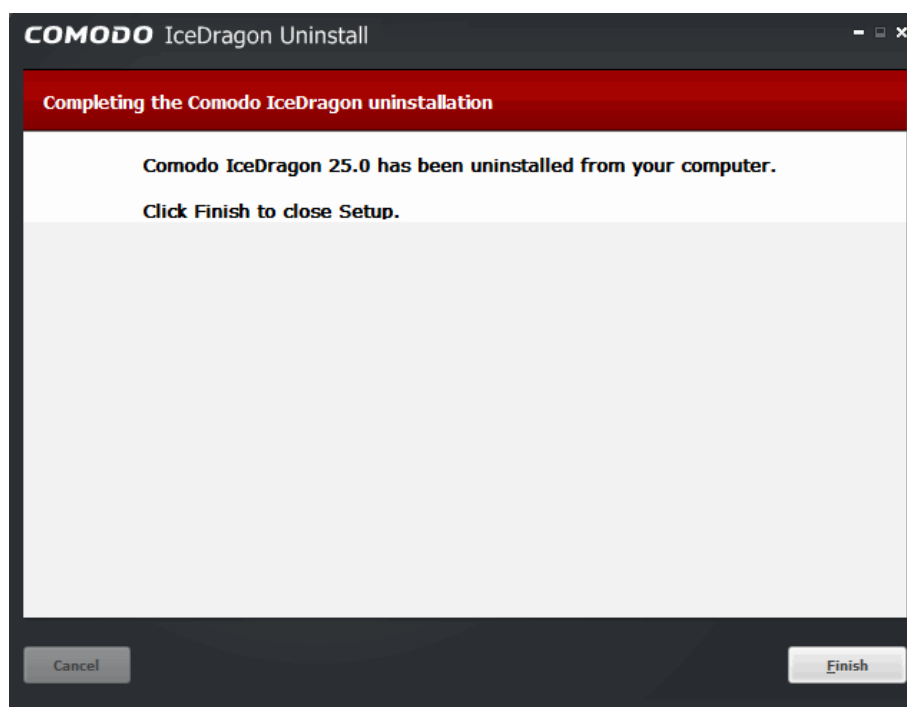 COMODO IceDragon Uninstall
Completing the Comodo IceDragon uninstallation
Comodo IceDragon 25.0 has been uninstalled from your computer.
Click Finish to close Setup.
Cancel
Finish